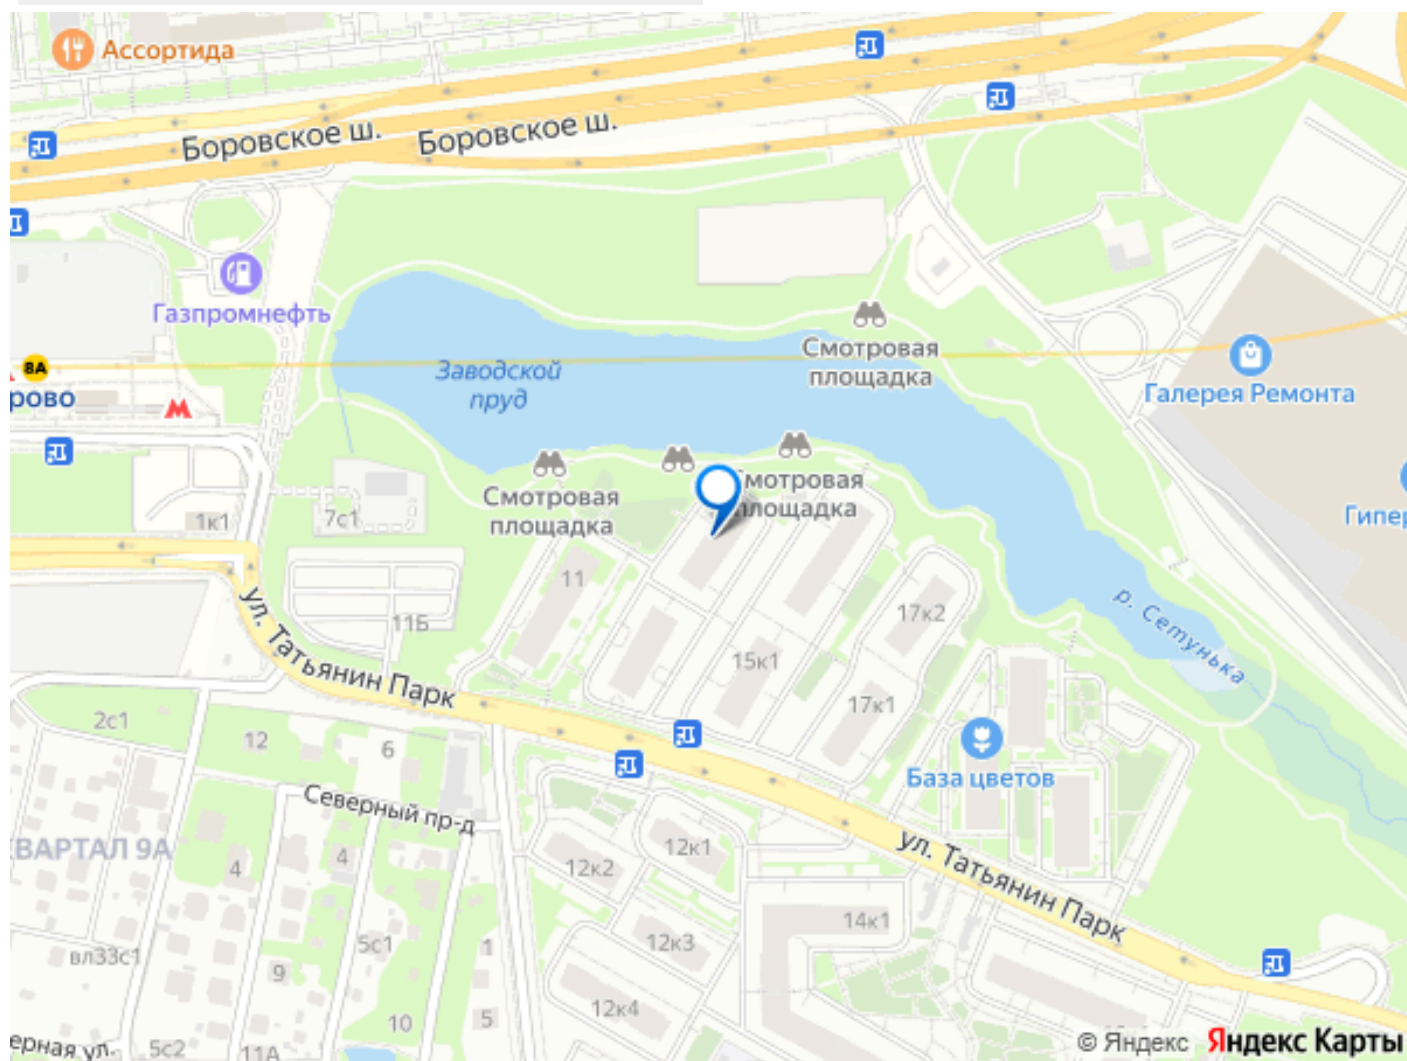 Ассортида
Боровское ш.
Боровское ш.
Газпромнефть
Смотровая
площадка
Заводской
пруд
8А
рово
Галерея Ремонта
Смотровая
площадка
мотровая
площадка
Гипер
1к1
7с1
11
11Б
17к2
15к1
17к1
р. Сетунька
ул. Татьянин Парк
2с1
12
6
База цветов
Северный пр-д
ВАРТАЛ 9А
4
4
12к1
12к2
ул. Татьянин Парк
14к1
12к3
вл33с1
5с1
1
9
12к4
10
5
ерная ул.
5с2
11А
© Яндекс Яндекс Карты